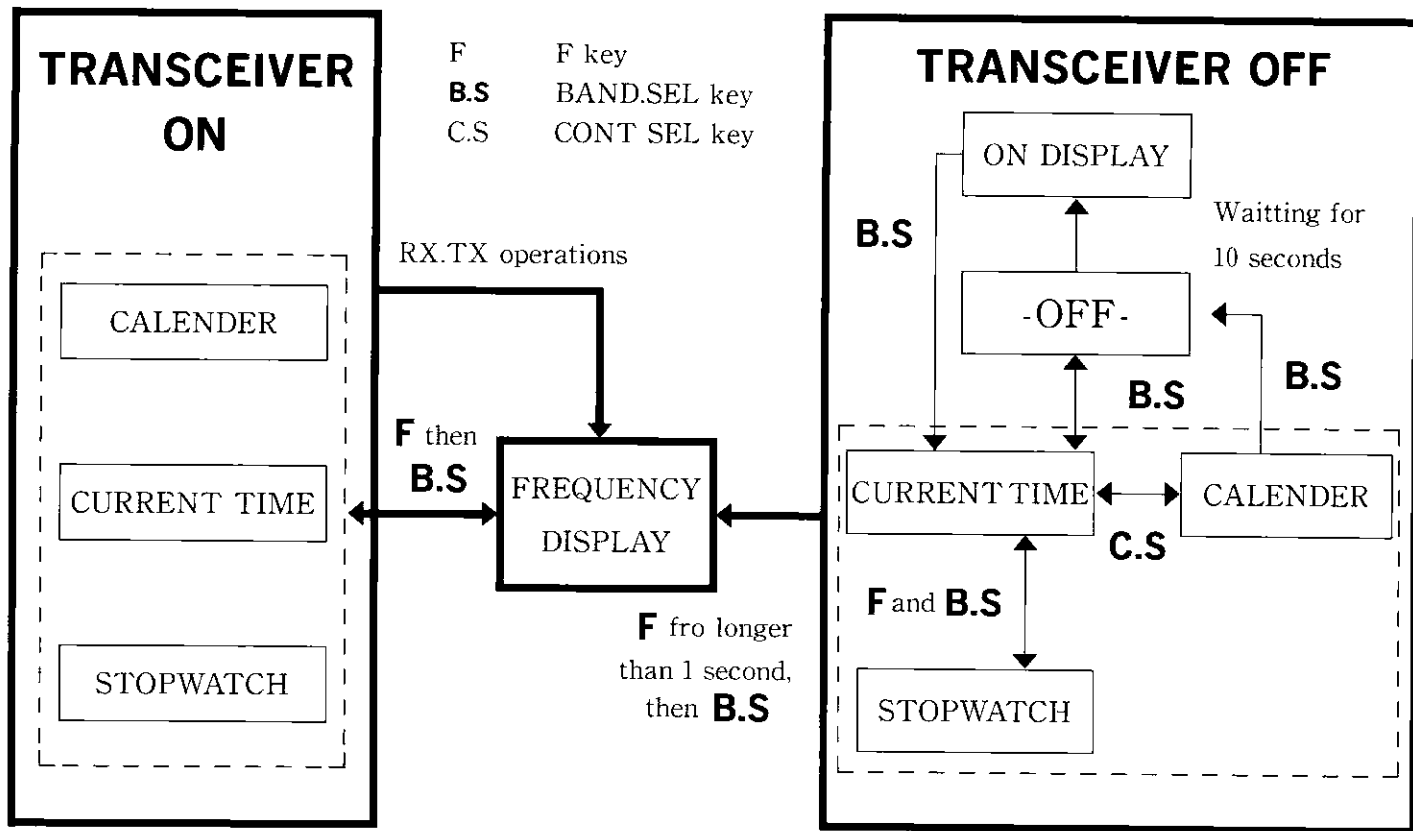 TRANSCEIVER
ON
CALENDER
CURRENT TIME
STOPWATCH
F F key
B.S BAND.SEL key
C.S CONT SEL key
RX.TX operations
F then
B.S
FREQUENCY
DISPLAY
F fro longer
than 1 second,
then B.S
TRANSCEIVER OFF
ON DISPLAY
B.S
Waitting for
10 seconds
-OFF-
B.S
B.S
CURRENT TIME
CALENDER
C.S
F and B.S
STOPWATCH